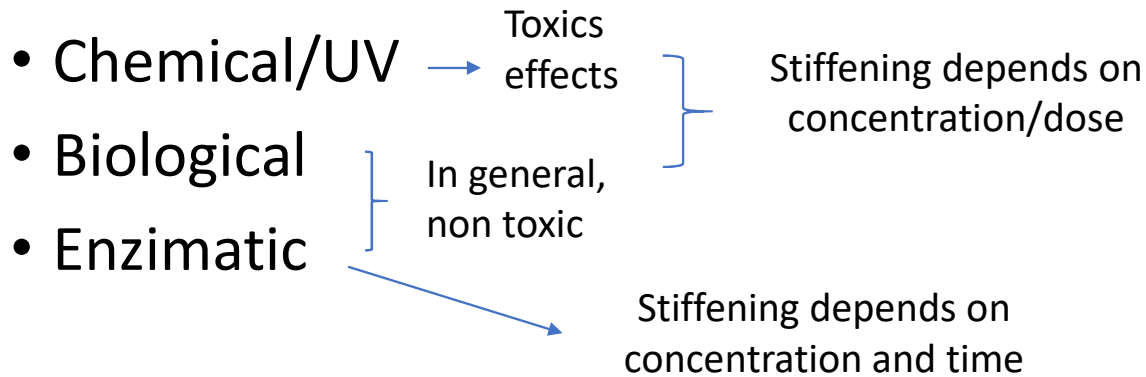 • Chemical/UV
Toxics
effects
Stiffening depends on
concentration/dose
• Biological
In general,
non toxic
• Enzimatic
Stiffening depends on
concentration and time